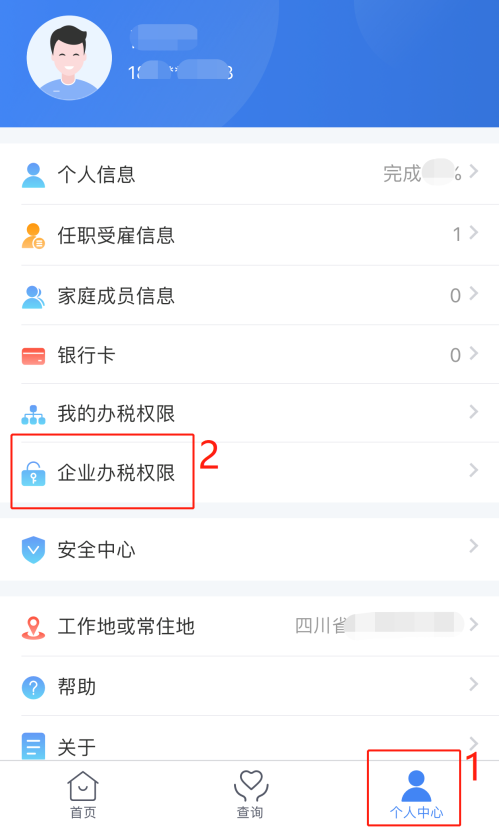 个人信息 完成
任职受雇信息 1
家庭成员信息 0
银行卡 0
我的办税权限
企业办税权限 2
安全中心
工作地或常住地 四川省
帮助
关于
1
首页 查询 个人中心